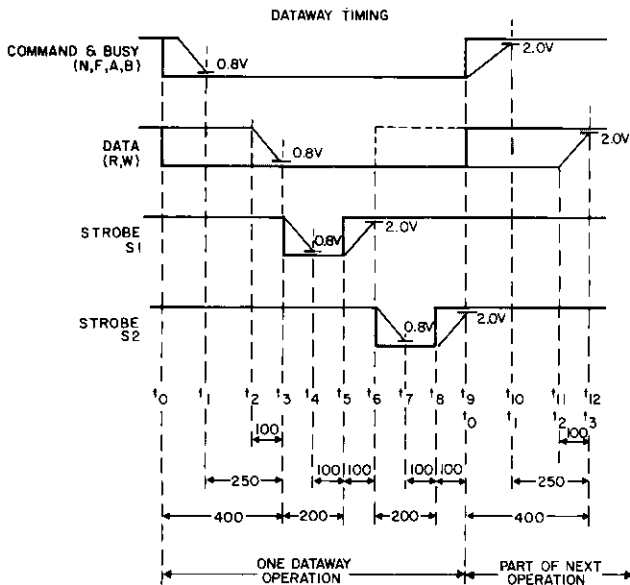 DATAWAY TIMING
COMMAND & BUSY
(N,F,A,B)
0.8V
2.0V
DATA
(R,W)
0.8V
2.0V
STROBE
S1
0.8V
2.0V
STROBE
S2
0.8V
2.0V
t0 t1 t2 t3 t4 t5 t6 t7 t8 t9 t10 t11 t12
t0 t1 t2 t3
100 100
100 100 100 100
250 250
400 200 200 400
ONE DATAWAY
OPERATION
PART OF NEXT
OPERATION